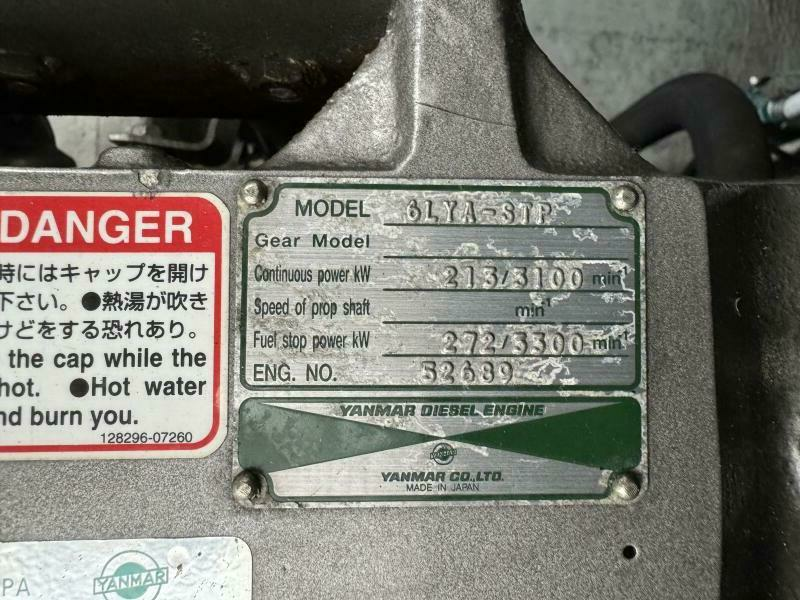 DANGER
時にはキャップを開け
下さい。●熱湯が吹き
けどをする恐れあり。
the cap while the
hot. ●Hot water
nd burn you.
128296-07260
MODEL 6LYA-STP
Gear Model
Continuous power kW 213/3100 min⁻¹
Speed of prop shaft min⁻¹
Fuel stop power kW 272/3300 min⁻¹
ENG. NO. 52689
YANMAR DIESEL ENGINE
YANMAR
YANMAR CO.,LTD.
MADE IN JAPAN
PA YANMAR